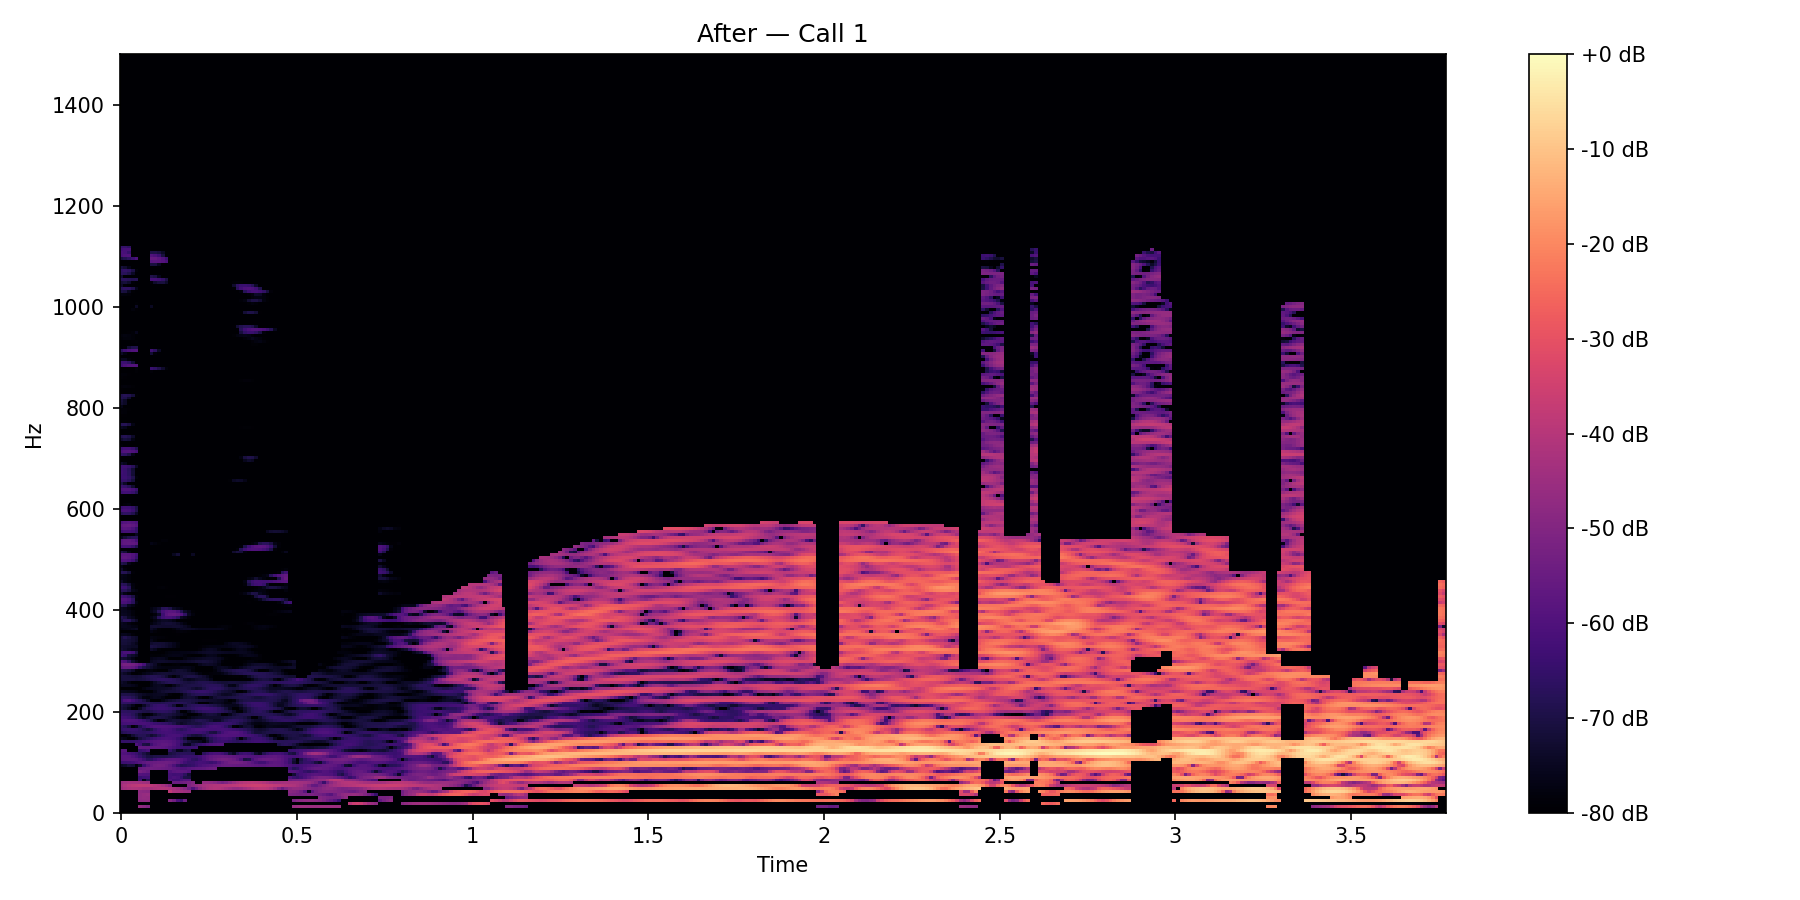 After — Call 1
+0 dB
-10 dB
-20 dB
-30 dB
-40 dB
-50 dB
-60 dB
-70 dB
-80 dB
Hz
1400
1200
1000
800
600
400
200
0
0 0.5 1 1.5 2 2.5 3 3.5
Time